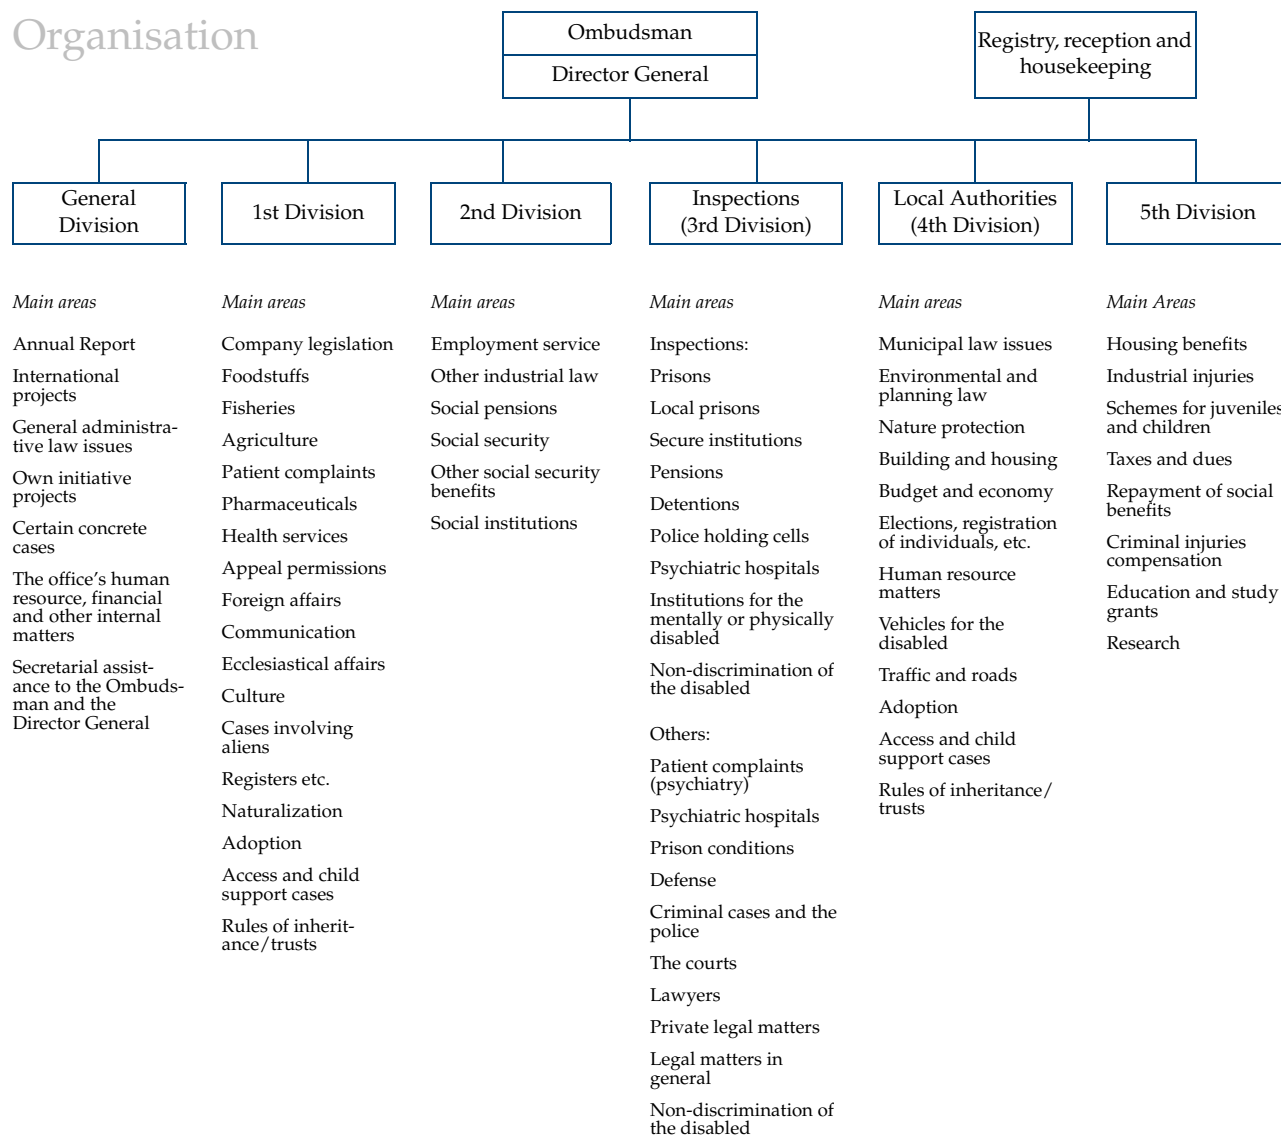 Organisation
Ombudsman
Director General
Registry, reception and
housekeeping
General
Division
1st Division
2nd Division
Inspections
(3rd Division)
Local Authorities
(4th Division)
5th Division
Main areas
Annual Report
International
projects
General administra-
tive law issues
Own initiative
projects
Certain concrete
cases
The office's human
resource, financial
and other internal
matters
Secretarial assist-
ance to the Ombuds-
man and the
Director General
Main areas
Company legislation
Foodstuffs
Fisheries
Agriculture
Patient complaints
Pharmaceuticals
Health services
Appeal permissions
Foreign affairs
Communication
Ecclesiastical affairs
Culture
Cases involving
aliens
Registers etc.
Naturalization
Adoption
Access and child
support cases
Rules of inherit-
ance/trusts
Main areas
Employment service
Other industrial law
Social pensions
Social security
Other social security
benefits
Social institutions
Main areas
Inspections:
Prisons
Local prisons
Secure institutions
Pensions
Detentions
Police holding cells
Psychiatric hospitals
Institutions for the
mentally or physically
disabled
Non-discrimination of
the disabled
Others:
Patient complaints
(psychiatry)
Psychiatric hospitals
Prison conditions
Defense
Criminal cases and the
police
The courts
Lawyers
Private legal matters
Legal matters in
general
Non-discrimination of
the disabled
Main areas
Municipal law issues
Environmental and
planning law
Nature protection
Building and housing
Budget and economy
Elections, registration
of individuals, etc.
Human resource
matters
Vehicles for the
disabled
Traffic and roads
Adoption
Access and child
support cases
Rules of inheritance/
trusts
Main Areas
Housing benefits
Industrial injuries
Schemes for juveniles
and children
Taxes and dues
Repayment of social
benefits
Criminal injuries
compensation
Education and study
grants
Research